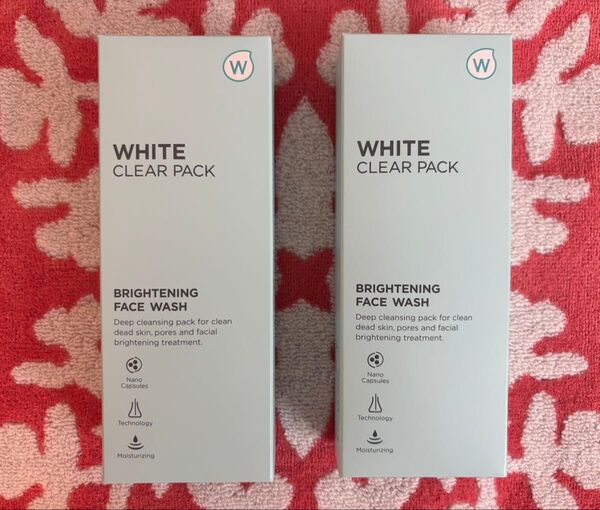 W
WHITE
CLEAR PACK
BRIGHTENING
FACE WASH
Deep cleansing pack for clean
dead skin, pores and facial
brightening treatment.
Nano
Capsules
Technology
Moisturizing
W
WHITE
CLEAR PACK
BRIGHTENING
FACE WASH
Deep cleansing pack for clean
dead skin, pores and facial
brightening treatment.
Nano
Capsules
Technology
Moisturizing